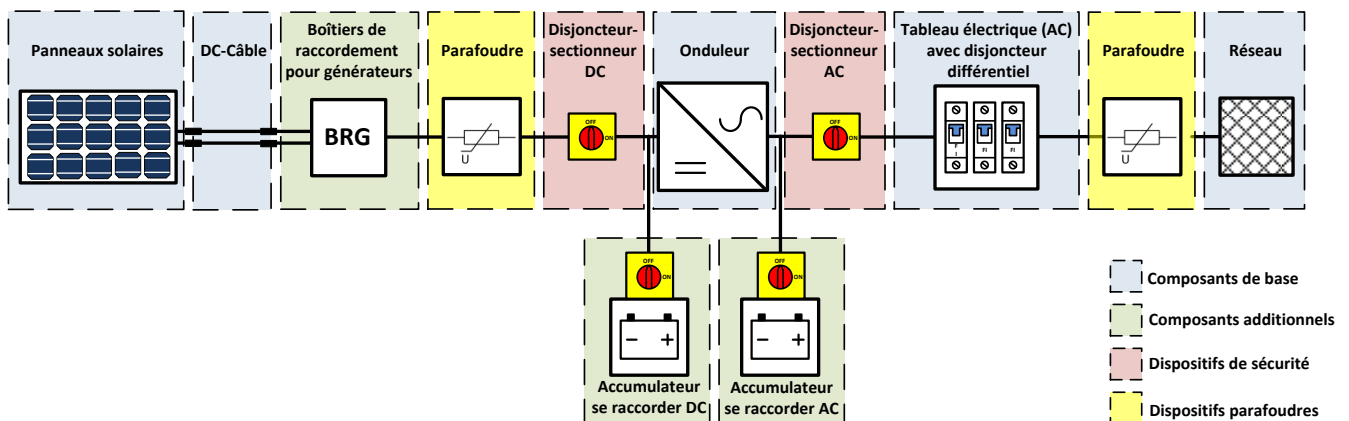 Panneaux solaires
DC-Câble
Boîtiers de
raccordement
pour générateurs
Parafoudre
Disjoncteur-
sectionneur
DC
Onduleur
Disjoncteur-
sectionneur
AC
Tableau électrique (AC)
avec disjoncteur
différentiel
Parafoudre
Réseau
BRG
U
OFF
ON
OFF
ON
F
I
FI
FI
U
OFF
ON
OFF
ON
Accumulateur
se raccorder DC
Accumulateur
se raccorder AC
Composants de base
Composants additionnels
Dispositifs de sécurité
Dispositifs parafoudres